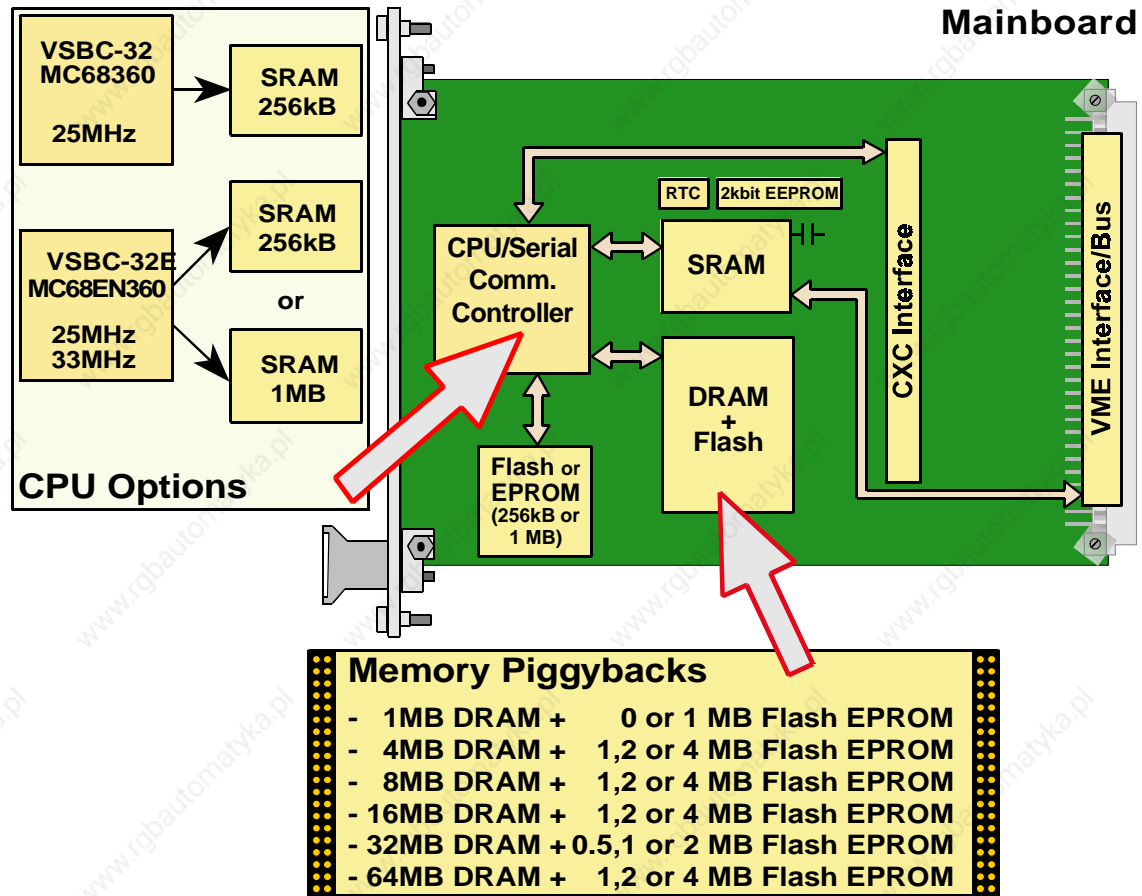 Mainboard
VSBC-32
MC68360
25MHz
SRAM
256kB
VSBC-32E
MC68EN360
25MHz
33MHz
SRAM
256kB
or
SRAM
1MB
CPU Options
CPU/Serial
Comm.
Controller
RTC
2kbit EEPROM
SRAM
DRAM
+
Flash
Flash or
EPROM
(256kB or
1 MB)
CXC Interface
VME Interface/Bus
Memory Piggybacks
- 1MB DRAM + 0 or 1 MB Flash EPROM
- 4MB DRAM + 1,2 or 4 MB Flash EPROM
- 8MB DRAM + 1,2 or 4 MB Flash EPROM
- 16MB DRAM + 1,2 or 4 MB Flash EPROM
- 32MB DRAM + 0.5,1 or 2 MB Flash EPROM
- 64MB DRAM + 1,2 or 4 MB Flash EPROM
www.rgbautomatyka.pl